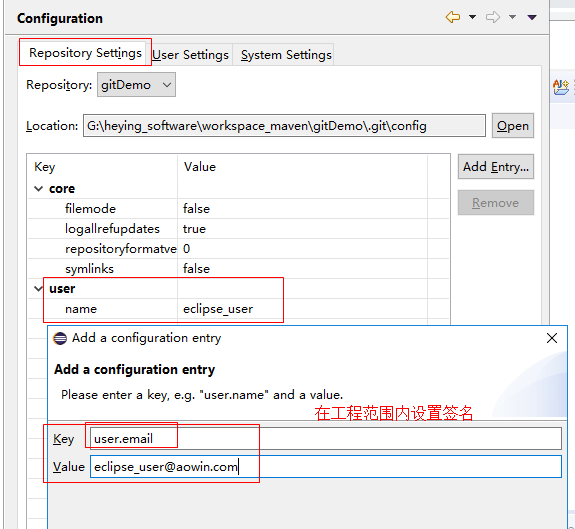 Configuration
Repository Settings User Settings System Settings
Repository: gitDemo
Location: G:\heying_software\workspace_maven\gitDemo\.git\config Open
Key Value Add Entry...
core Remove
filemode false
logallrefupdates true
repositoryformatve 0
symlinks false
user
name eclipse_user
Add a configuration entry
Add a configuration entry
Please enter a key, e.g. "user.name" and a value.
在工程范围内设置签名
Key user.email
Value eclipse_user@aowin.com